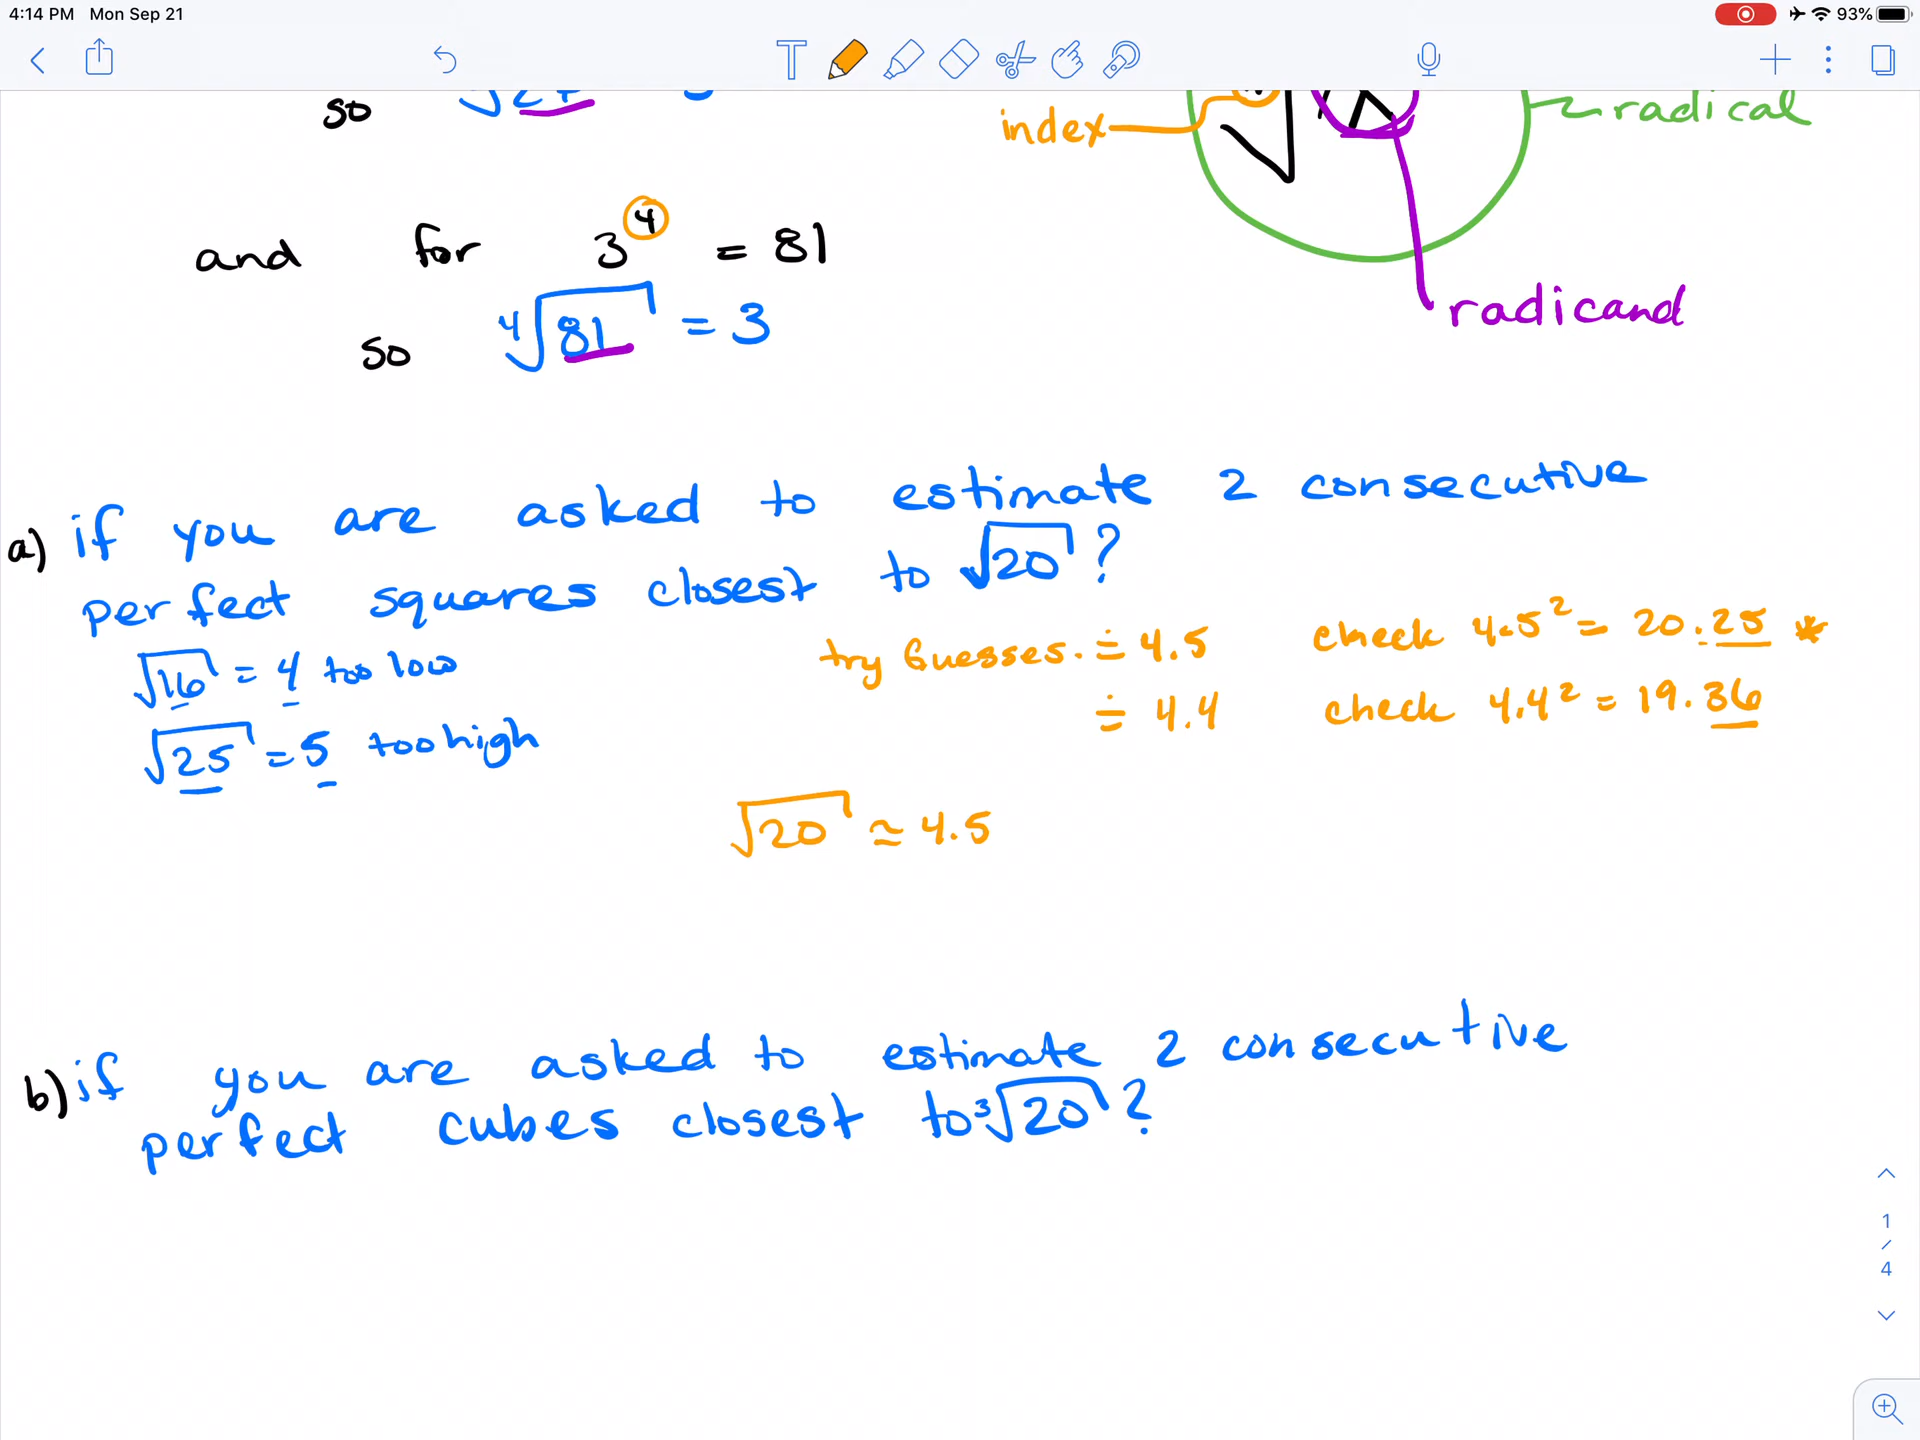 4:14 PM Mon Sep 21
93%
T
so
index
radical
and for 3⁴ = 81
radicand
so ⁴√81 = 3
a) if you are asked to estimate 2 consecutive
perfect squares closest to √20?
√16 = 4 too low
√25 = 5 too high
try Guesses. ≐ 4.5 check 4.5² = 20.25 *
≐ 4.4 check 4.4² = 19.36
√20 ≃ 4.5
b) if you are asked to estimate 2 consecutive
perfect cubes closest to ³√20?
1
/
4